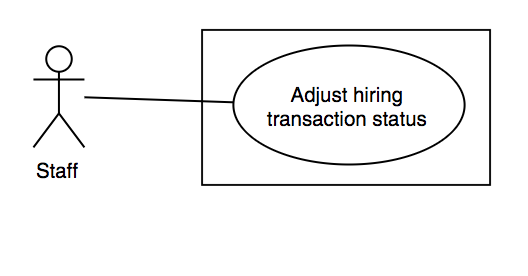 Adjust hiring
transaction status
Staff